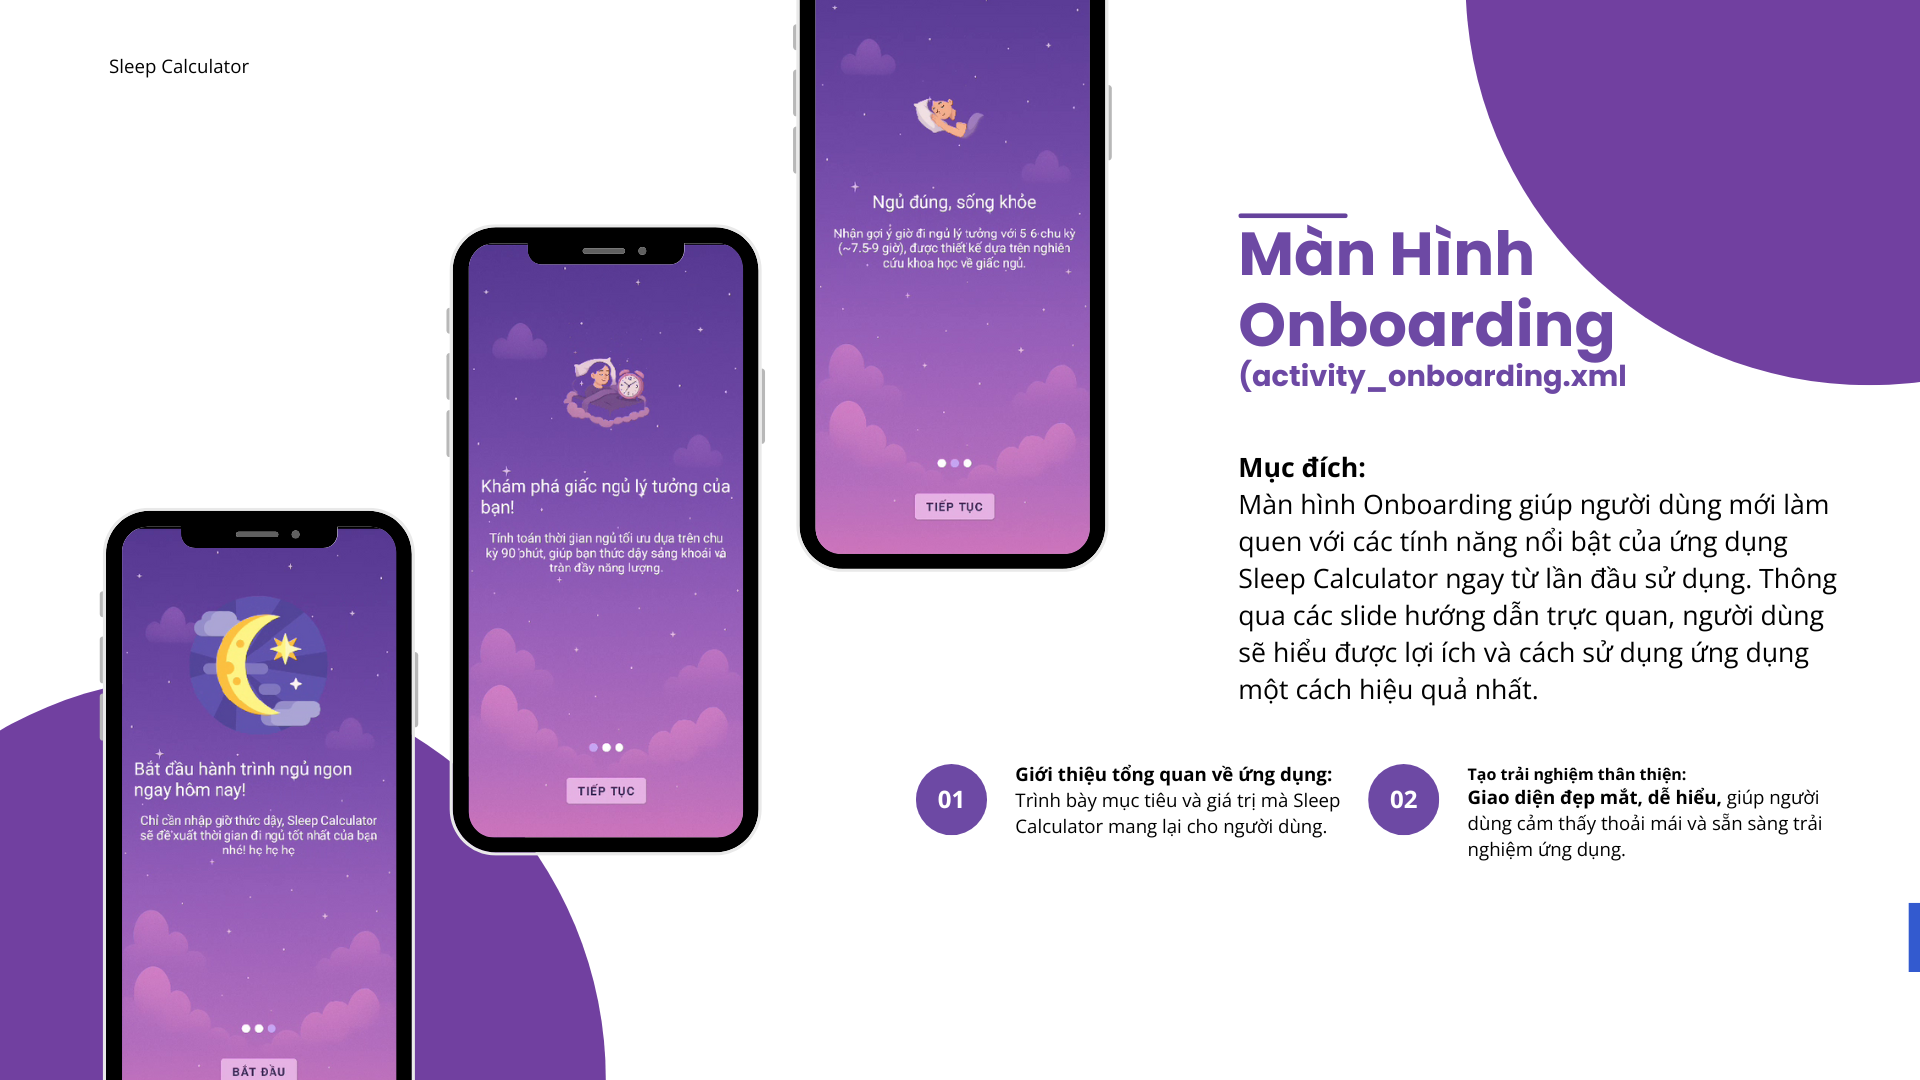 Sleep Calculator
Ngủ đúng, sống khỏe
Nhận gợi ý giờ đi ngủ lý tưởng với 5 6 chu kỳ
(~7.5-9 giờ), được thiết kế dựa trên nghiên
cứu khoa học về giấc ngủ.
TIẾP TỤC
Khám phá giấc ngủ lý tưởng của
bạn!
Tính toán thời gian ngủ tối ưu dựa trên chu
kỳ 90 phút, giúp bạn thức dậy sảng khoái và
tràn đầy năng lượng.
TIẾP TỤC
Bắt đầu hành trình ngủ ngon
ngay hôm nay!
Chỉ cần nhập giờ thức dậy, Sleep Calculator
sẽ đề xuất thời gian đi ngủ tốt nhất của bạn
nhé! hẹ hẹ hẹ
BẮT ĐẦU
Màn Hình
Onboarding
(activity_onboarding.xml
Mục đích:
Màn hình Onboarding giúp người dùng mới làm
quen với các tính năng nổi bật của ứng dụng
Sleep Calculator ngay từ lần đầu sử dụng. Thông
qua các slide hướng dẫn trực quan, người dùng
sẽ hiểu được lợi ích và cách sử dụng ứng dụng
một cách hiệu quả nhất.
01
Giới thiệu tổng quan về ứng dụng:
Trình bày mục tiêu và giá trị mà Sleep
Calculator mang lại cho người dùng.
02
Tạo trải nghiệm thân thiện:
Giao diện đẹp mắt, dễ hiểu, giúp người
dùng cảm thấy thoải mái và sẵn sàng trải
nghiệm ứng dụng.